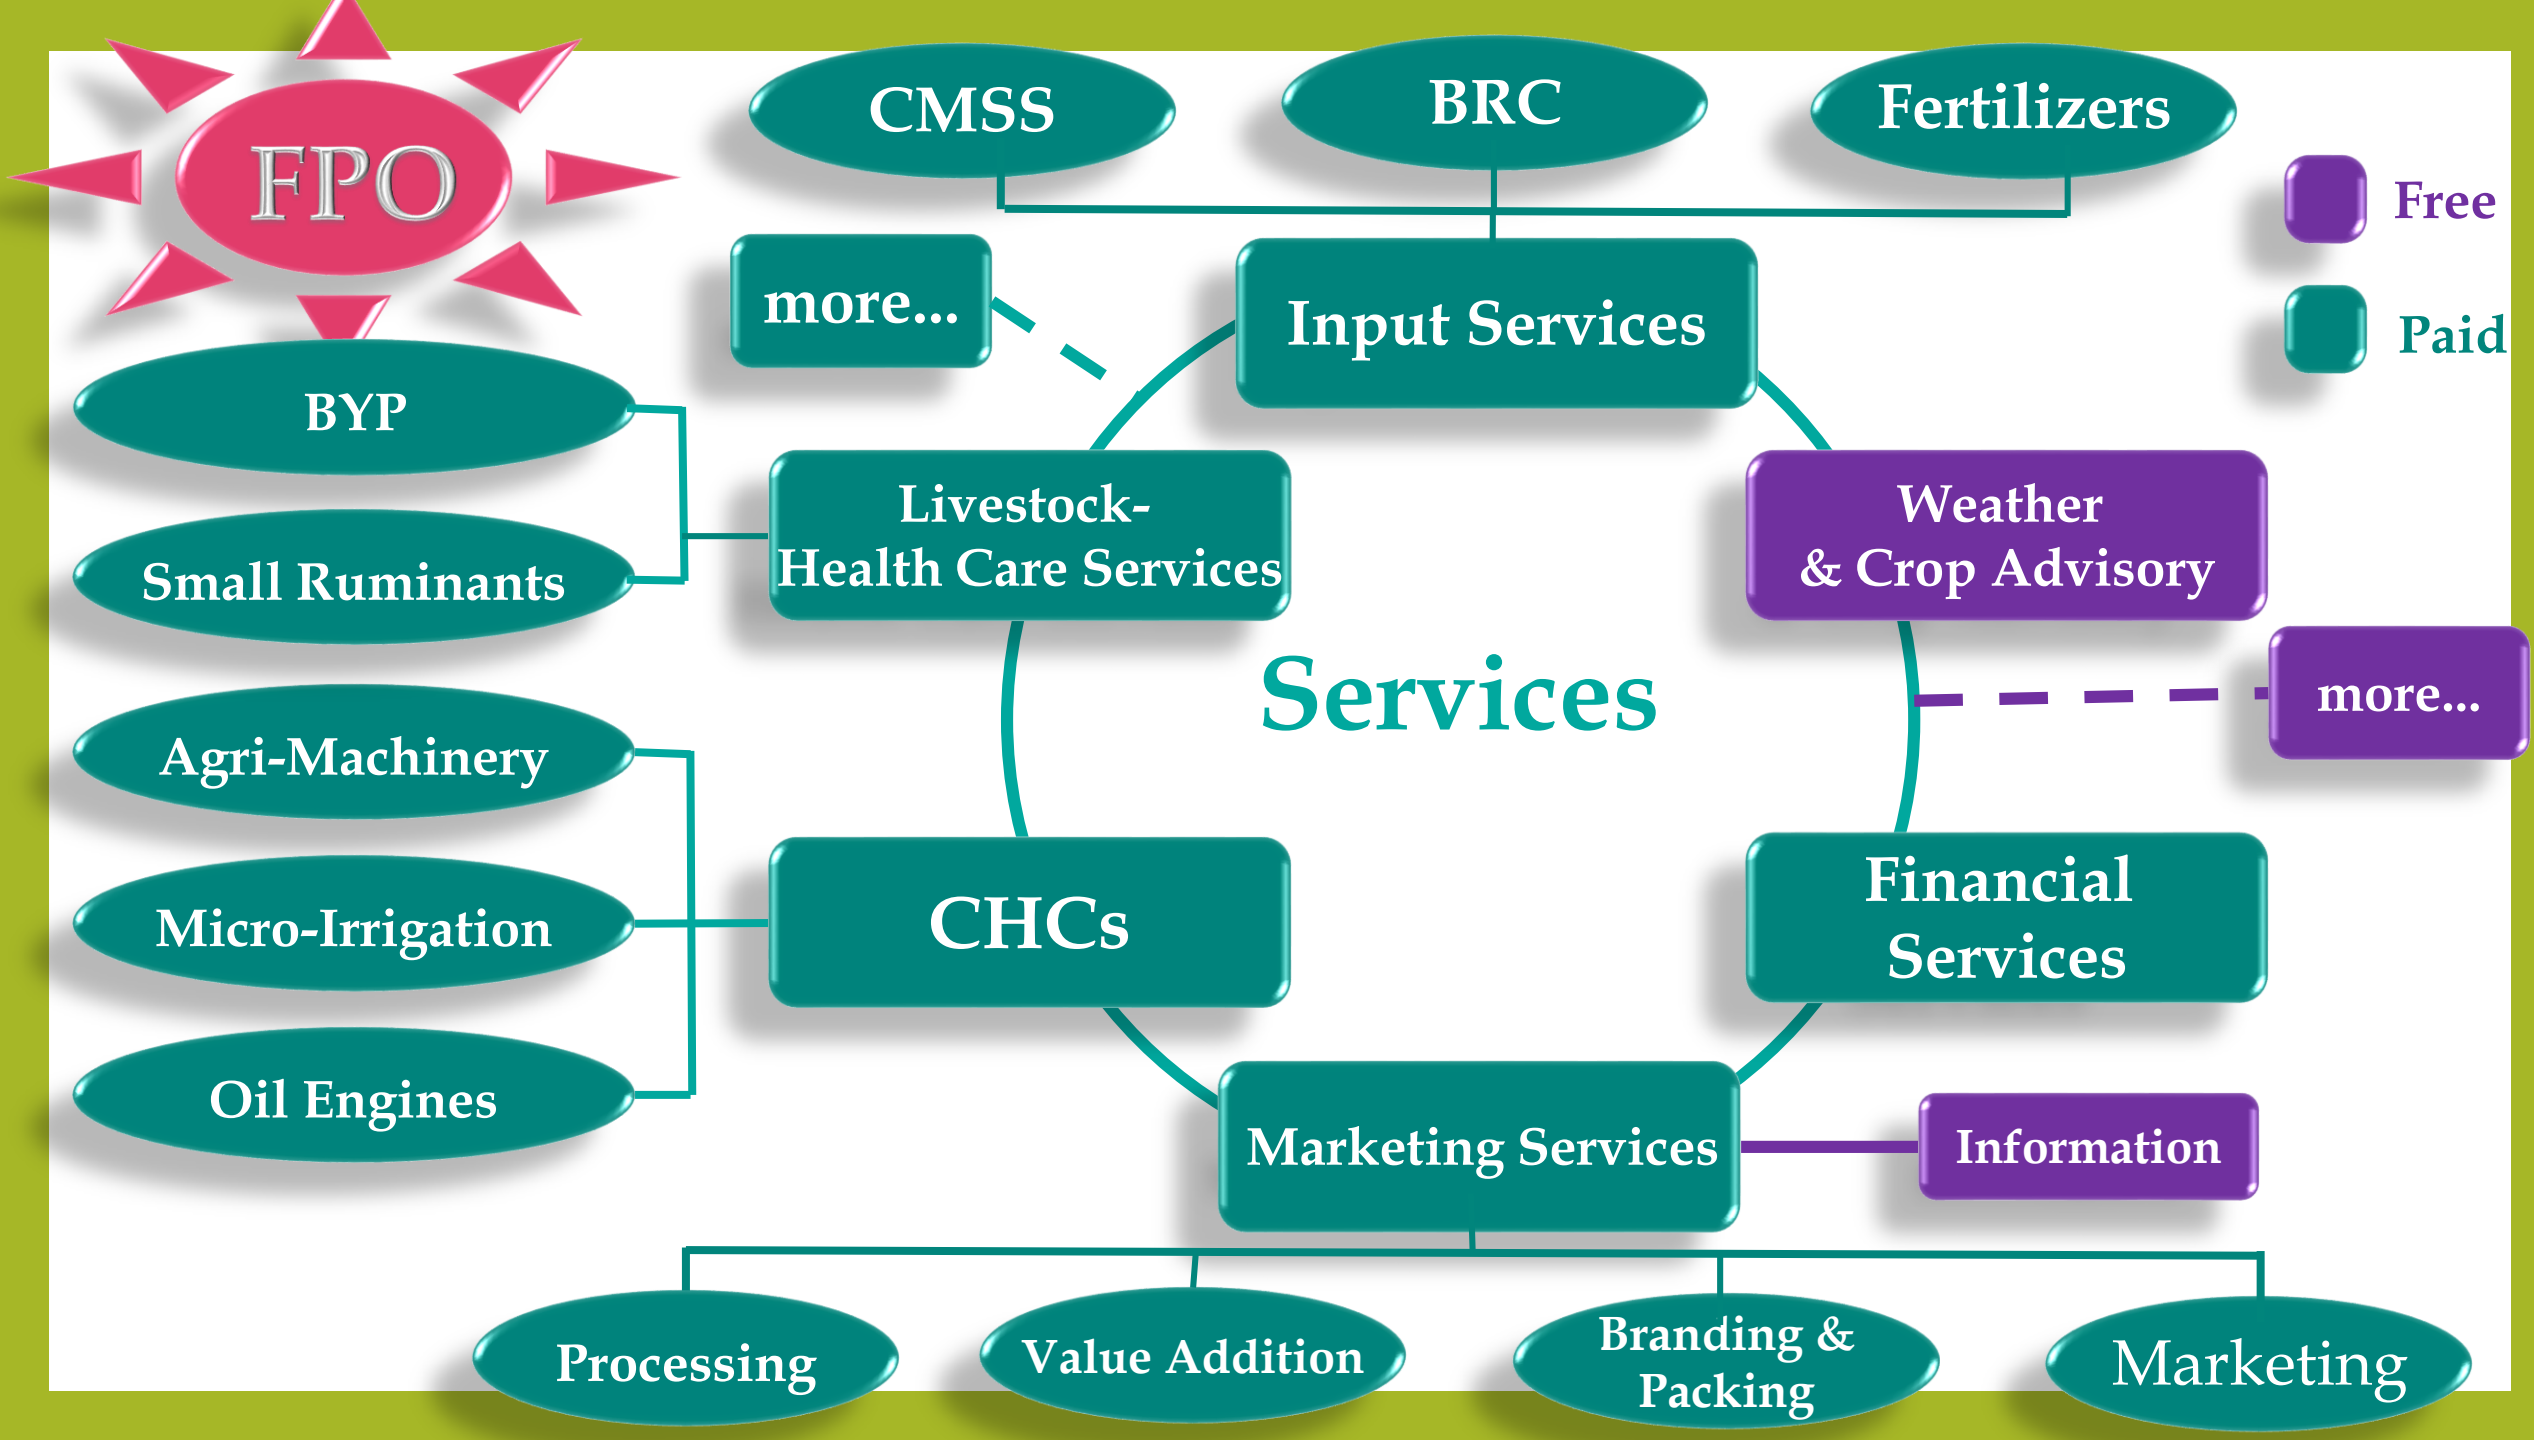 FPO
CMSS
BRC
Fertilizers
Free
Paid
more...
Input Services
BYP
Small Ruminants
Livestock-
Health Care Services
Weather
& Crop Advisory
Services
more...
Agri-Machinery
Micro-Irrigation
Oil Engines
CHCs
Financial
Services
Marketing Services
Information
Processing
Value Addition
Branding &
Packing
Marketing